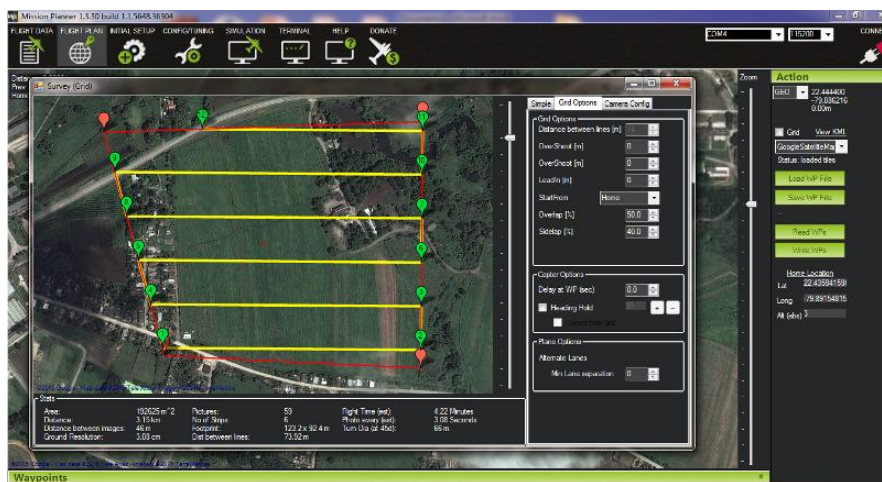 Mission Planner 1.3.30 build 1.1.5648.36304
FLIGHT DATA FLIGHT PLAN INITIAL SETUP CONFIG/TUNING SIMULATION TERMINAL HELP DONATE
COM4 115200
Survey (Grid)
Zoom
Action
GEO 22.444400
-79.886216
0.00m
Grid View KML
Status: loaded tiles
Load WP File
Save WP File
Read WPs
Write WPs
Home Location
Lat 22.435941598
Long -79.89154815
Alt (abs) 3
Simple Grid Options Camera Config
Grid Options
Distance between lines [m]
OverShoot [m] 0
OverShoot [m] 0
LeadIn [m] 0
StartFrom Home
Overlap [%] 50.0
Sidelap [%] 40.0
Copter Options
Delay at WP (sec) 0.0
Heading Hold
Plane Options
Alternate Lanes
Min Lane separation 0
Stats
Area: 192625 m^2 Pictures: 59 Flight Time (est): 4:22 Minutes
Distance: 3.15 km No of Strips: 6 Photo every (est): 3.08 Seconds
Distance between images: 46 m Footprint: 123.2 x 92.4 m Turn Dia (at 45d): 66 m
Ground Resolution: 3.08 cm Dist between lines: 73.92 m
Waypoints